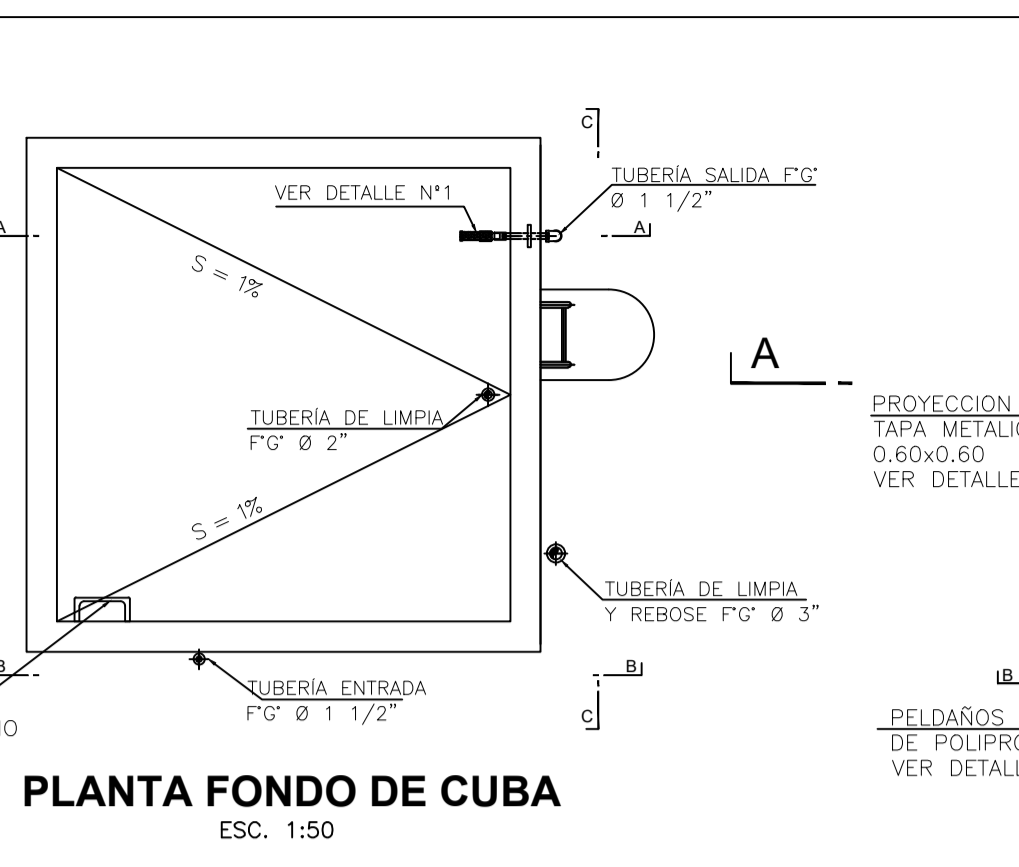 C
TUBERÍA SALIDA F°G°
Ø 1 1/2"
VER DETALLE N°1
A
A
S = 1%
A
PROYECCION
TAPA METALIC
0.60x0.60
VER DETALLE
TUBERÍA DE LIMPIA
F°G° Ø 2"
S = 1%
TUBERÍA DE LIMPIA
Y REBOSE F°G° Ø 3"
B
B
B
TUBERÍA ENTRADA
F°G° Ø 1 1/2"
C
PELDAÑOS
DE POLIPRO
VER DETALL
PLANTA FONDO DE CUBA
ESC. 1:50